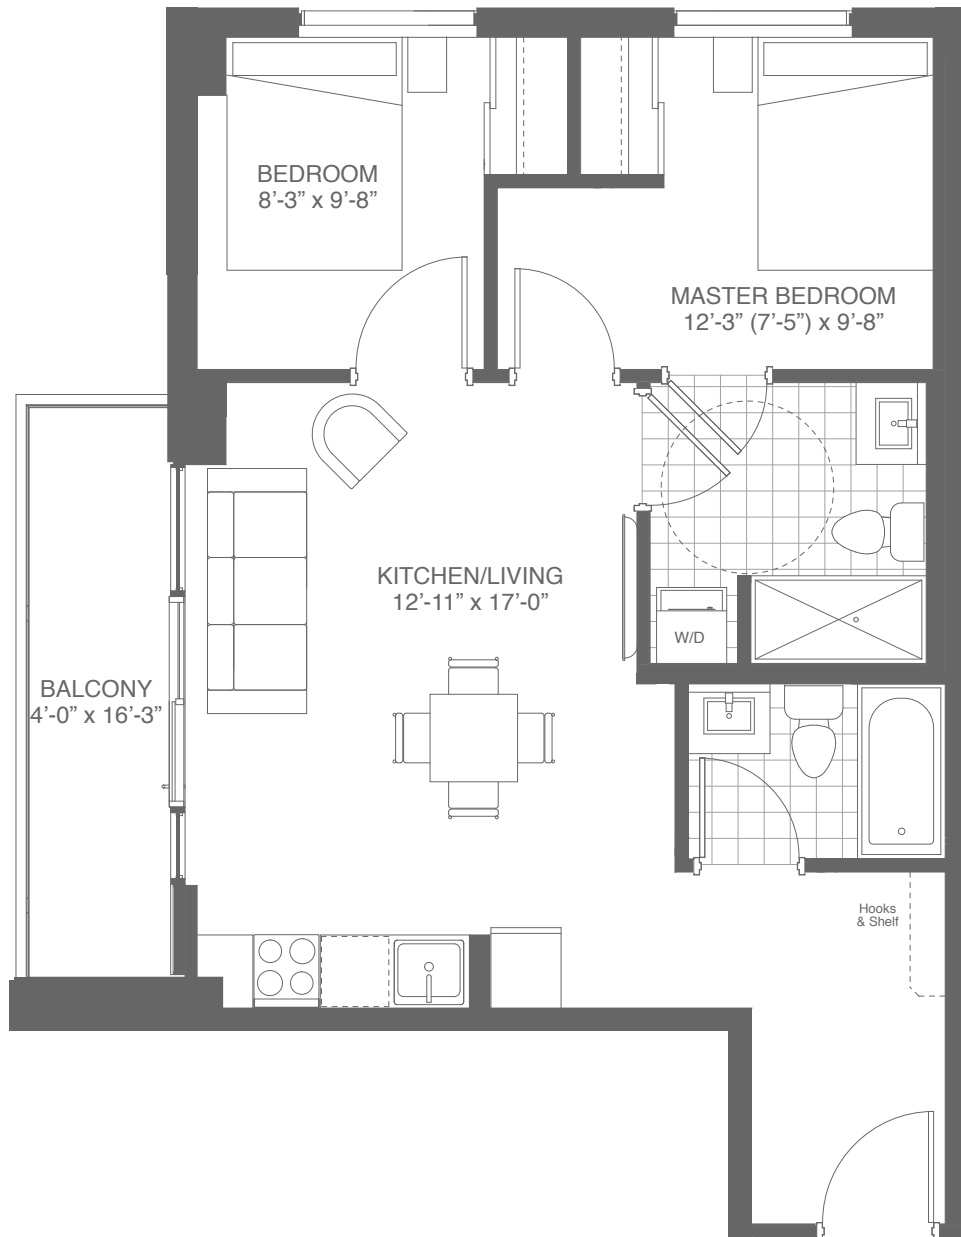 BEDROOM
8’-3” x 9’-8”
MASTER BEDROOM
12’-3” (7’-5”) x 9’-8”
KITCHEN/LIVING
12’-11” x 17’-0”
W/D
BALCONY
4’-0” x 16’-3”
Hooks
& Shelf